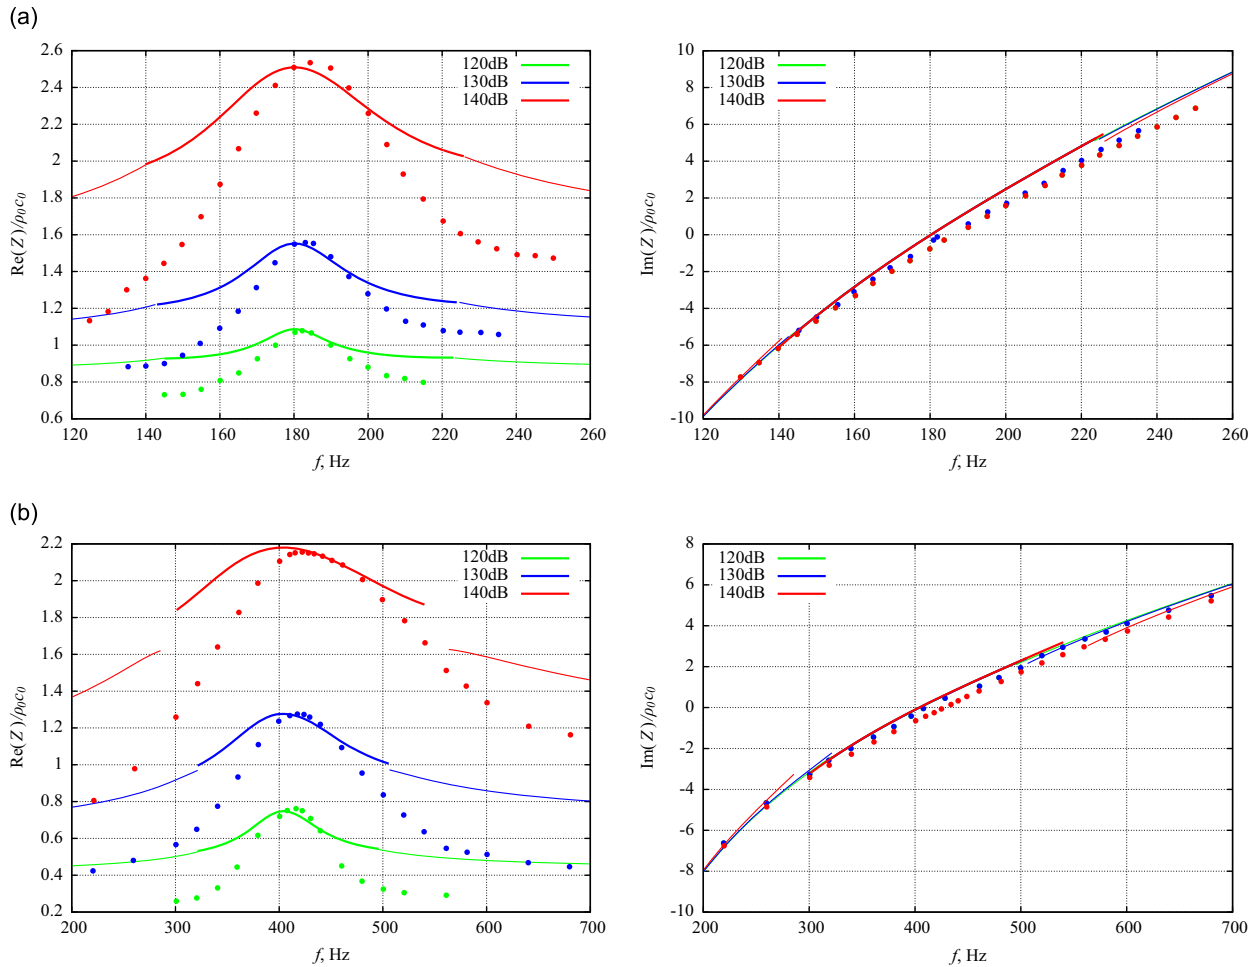 (a)
2.6
2.4
2.2
2
1.8
1.6
1.4
1.2
1
0.8
0.6
120 140 160 180 200 220 240 260
Re(Z)/ρ₀c₀
f, Hz
120dB
130dB
140dB
10
8
6
4
2
0
-2
-4
-6
-8
-10
120 140 160 180 200 220 240 260
Im(Z)/ρ₀c₀
f, Hz
120dB
130dB
140dB
(b)
2.2
2
1.8
1.6
1.4
1.2
1
0.8
0.6
0.4
0.2
200 300 400 500 600 700
Re(Z)/ρ₀c₀
f, Hz
120dB
130dB
140dB
8
6
4
2
0
-2
-4
-6
-8
-10
200 300 400 500 600 700
Im(Z)/ρ₀c₀
f, Hz
120dB
130dB
140dB